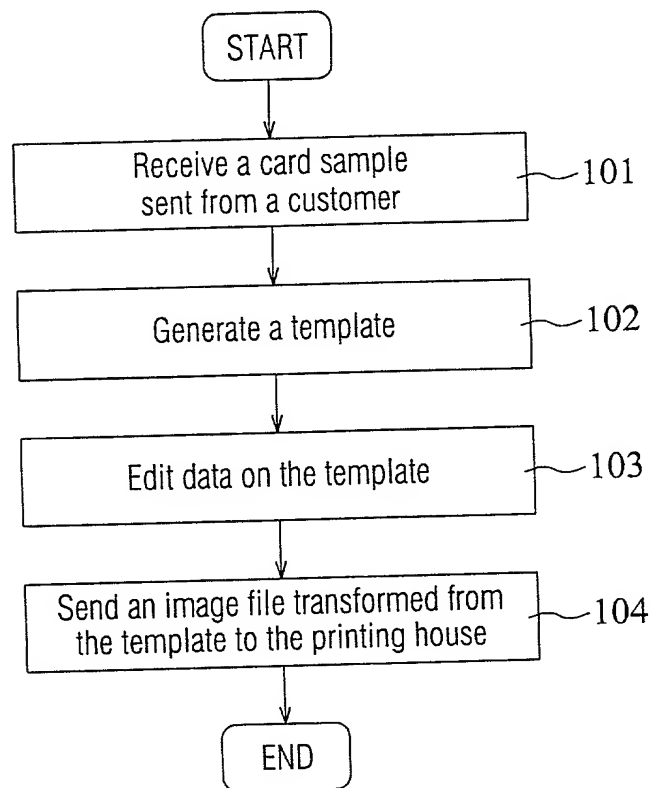 START
Receive a card sample
sent from a customer
101
Generate a template
102
Edit data on the template
103
Send an image file transformed from
the template to the printing house
104
END